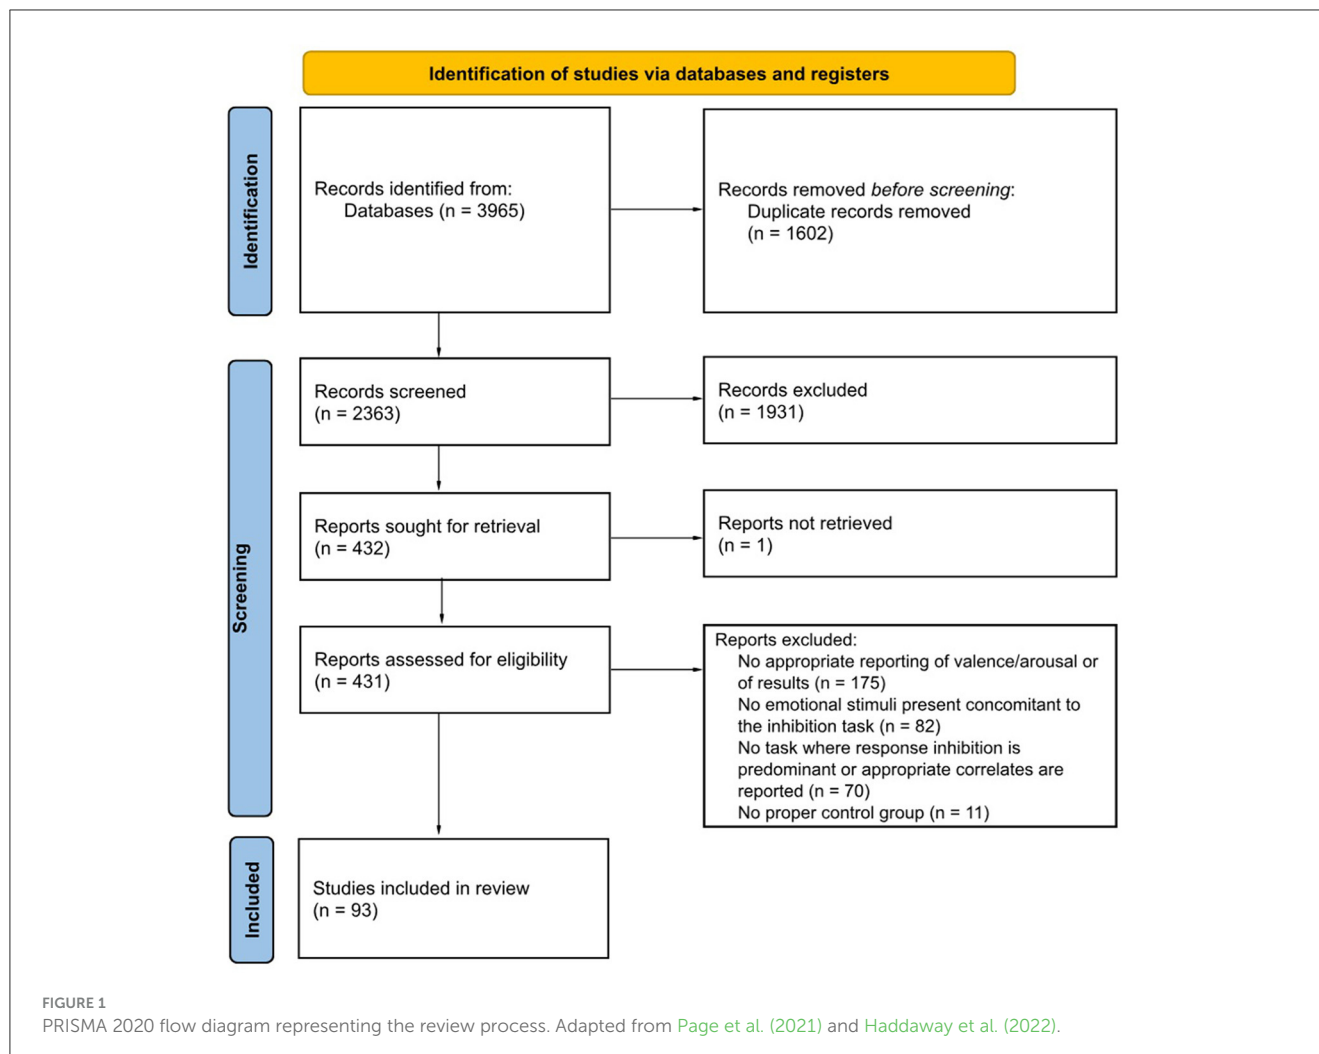 Identification of studies via databases and registers
Identification
Records identified from:
Databases (n = 3965)
Records removed before screening:
Duplicate records removed
(n = 1602)
Screening
Records screened
(n = 2363)
Records excluded
(n = 1931)
Reports sought for retrieval
(n = 432)
Reports not retrieved
(n = 1)
Reports assessed for eligibility
(n = 431)
Reports excluded:
No appropriate reporting of valence/arousal or
of results (n = 175)
No emotional stimuli present concomitant to
the inhibition task (n = 82)
No task where response inhibition is
predominant or appropriate correlates are
reported (n = 70)
No proper control group (n = 11)
Included
Studies included in review
(n = 93)
FIGURE 1
PRISMA 2020 flow diagram representing the review process. Adapted from Page et al. (2021) and Haddaway et al. (2022).